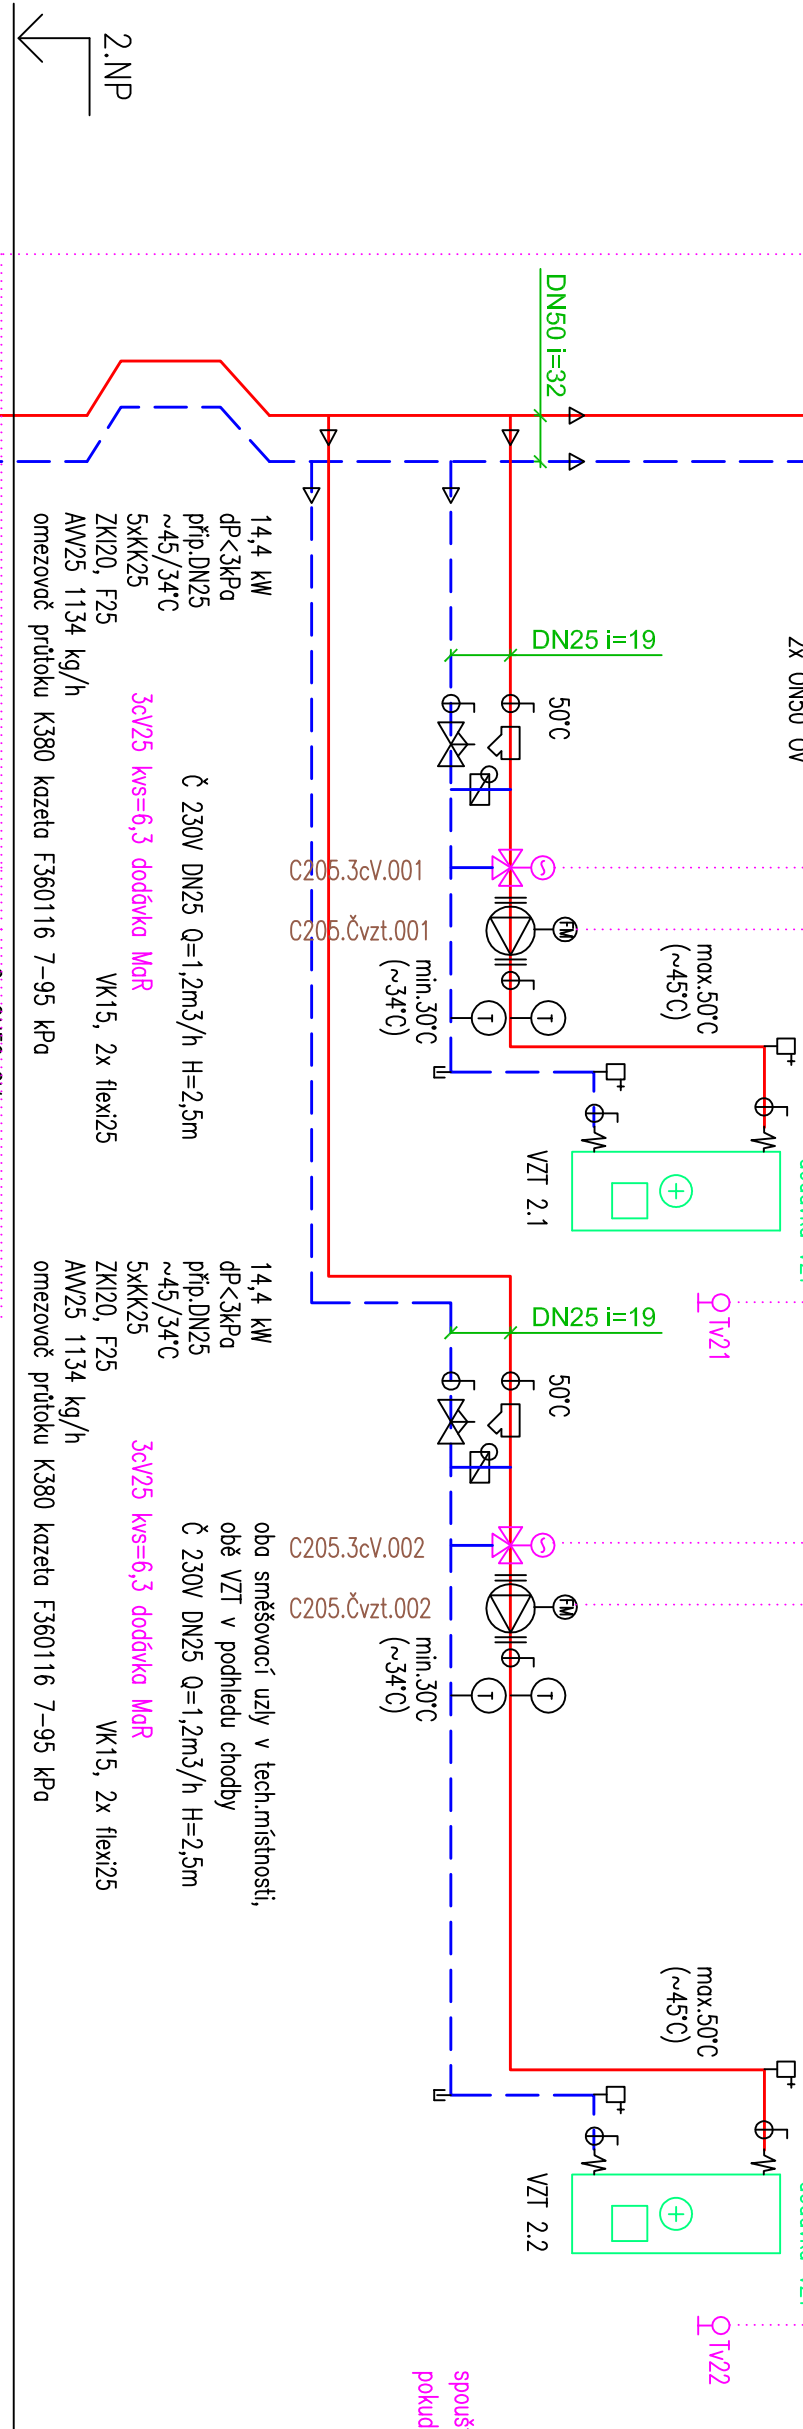 2.NP
DN50 i=32
14,4 kW
dP<3kPa
přip.DN25
~45/34°C
5xKK25
ZKI20, F25
AVV25 1134 kg/h
omezovač průtoku K380 kazeta F360116 7-95 kPa
3cV25 kvs=6,3 dodávka MaR
Č 230V DN25 Q=1,2m3/h H=2,5m
VK15, 2x flexi25
DN25 i=19
50°C
C205.3cV.001
C205.Čvzt.001
FM
min.30°C
(~34°C)
T
T
max.50°C
(~45°C)
VZT 2.1
Tv21
14,4 kW
dP<3kPa
přip.DN25
~45/34°C
5xKK25
ZKI20, F25
AVV25 1134 kg/h
omezovač průtoku K380 kazeta F360116 7-95 kPa
3cV25 kvs=6,3 dodávka MaR
oba směšovací uzly v tech.místnosti,
obě VZT v podhledu chodby
Č 230V DN25 Q=1,2m3/h H=2,5m
VK15, 2x flexi25
DN25 i=19
50°C
C205.3cV.002
C205.Čvzt.002
FM
min.30°C
(~34°C)
T
T
max.50°C
(~45°C)
VZT 2.2
Tv22
pokud